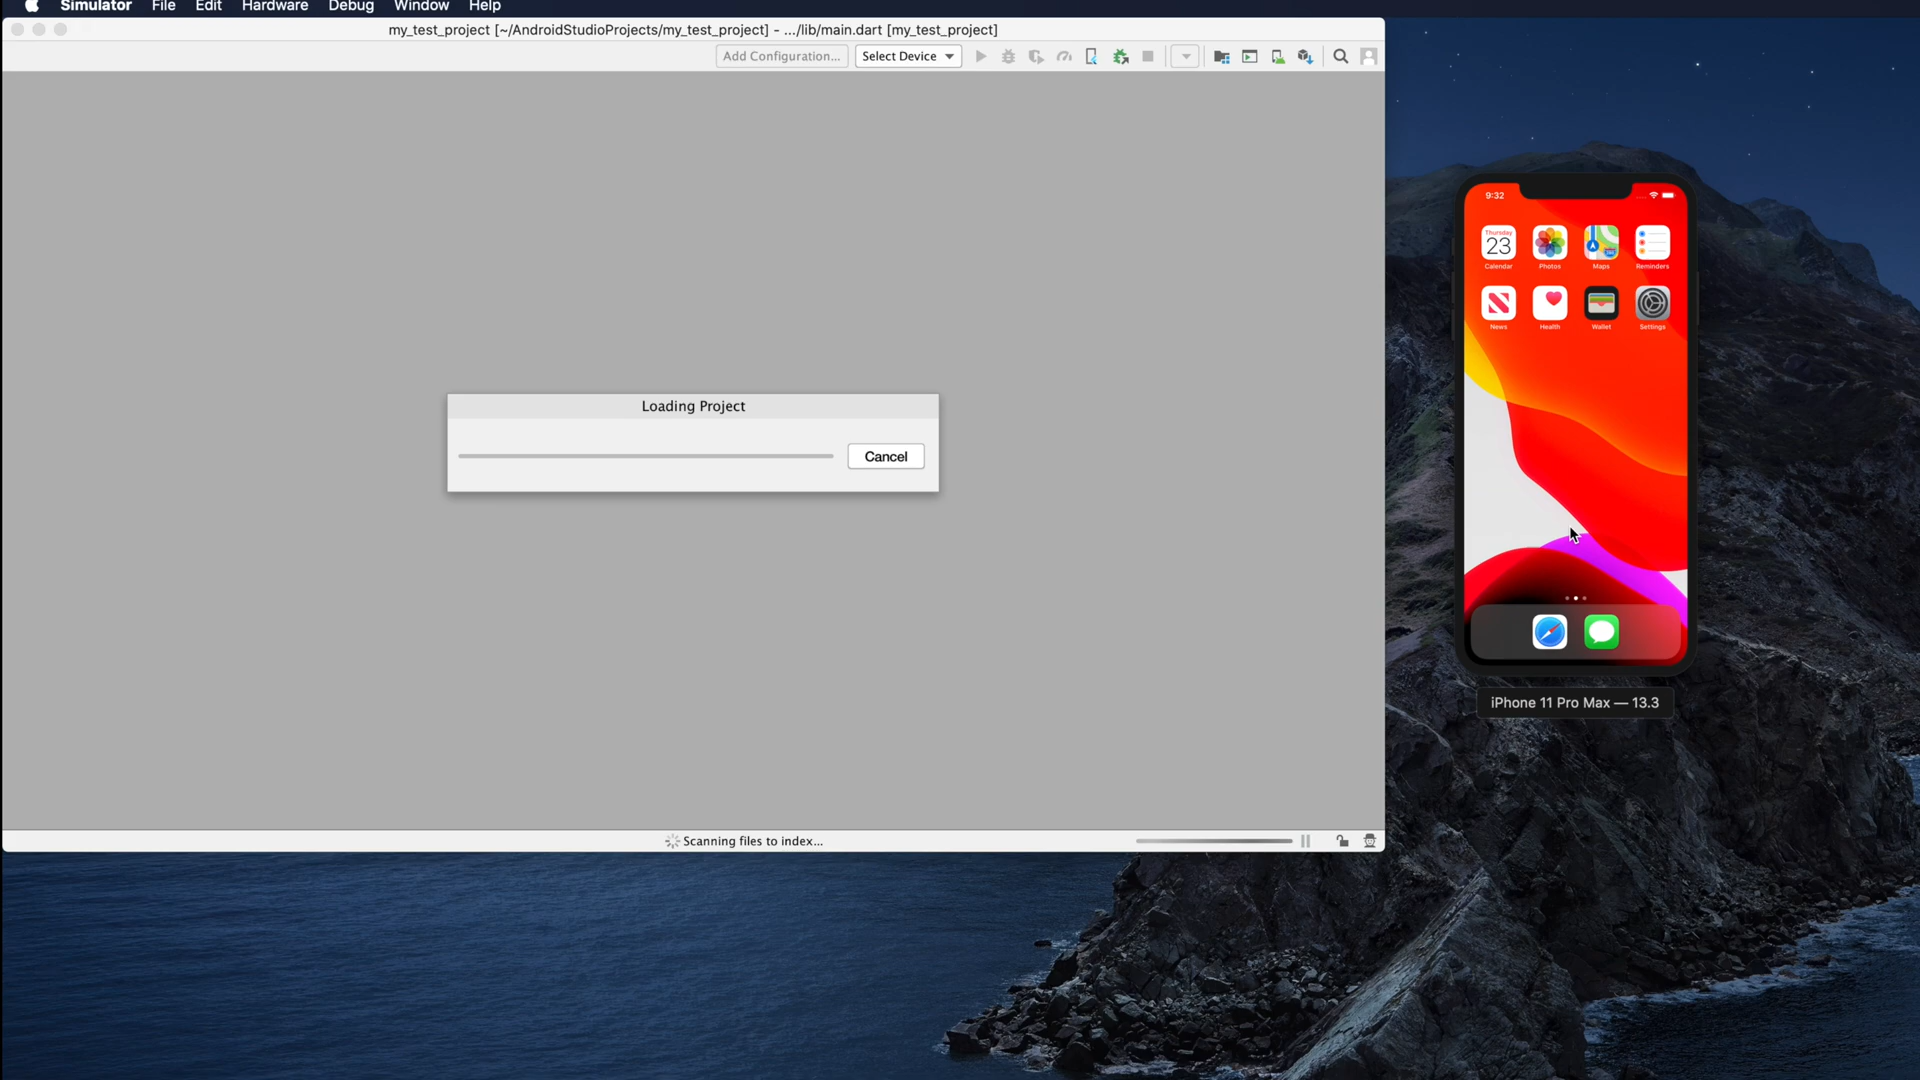 Simulator File Edit Hardware Debug Window Help
my_test_project [~/AndroidStudioProjects/my_test_project] - .../lib/main.dart [my_test_project]
Add Configuration... Select Device
Loading Project
Cancel
Scanning files to index...
9:32
Thursday
23
Calendar Photos Maps Reminders
News Health Wallet Settings
iPhone 11 Pro Max — 13.3